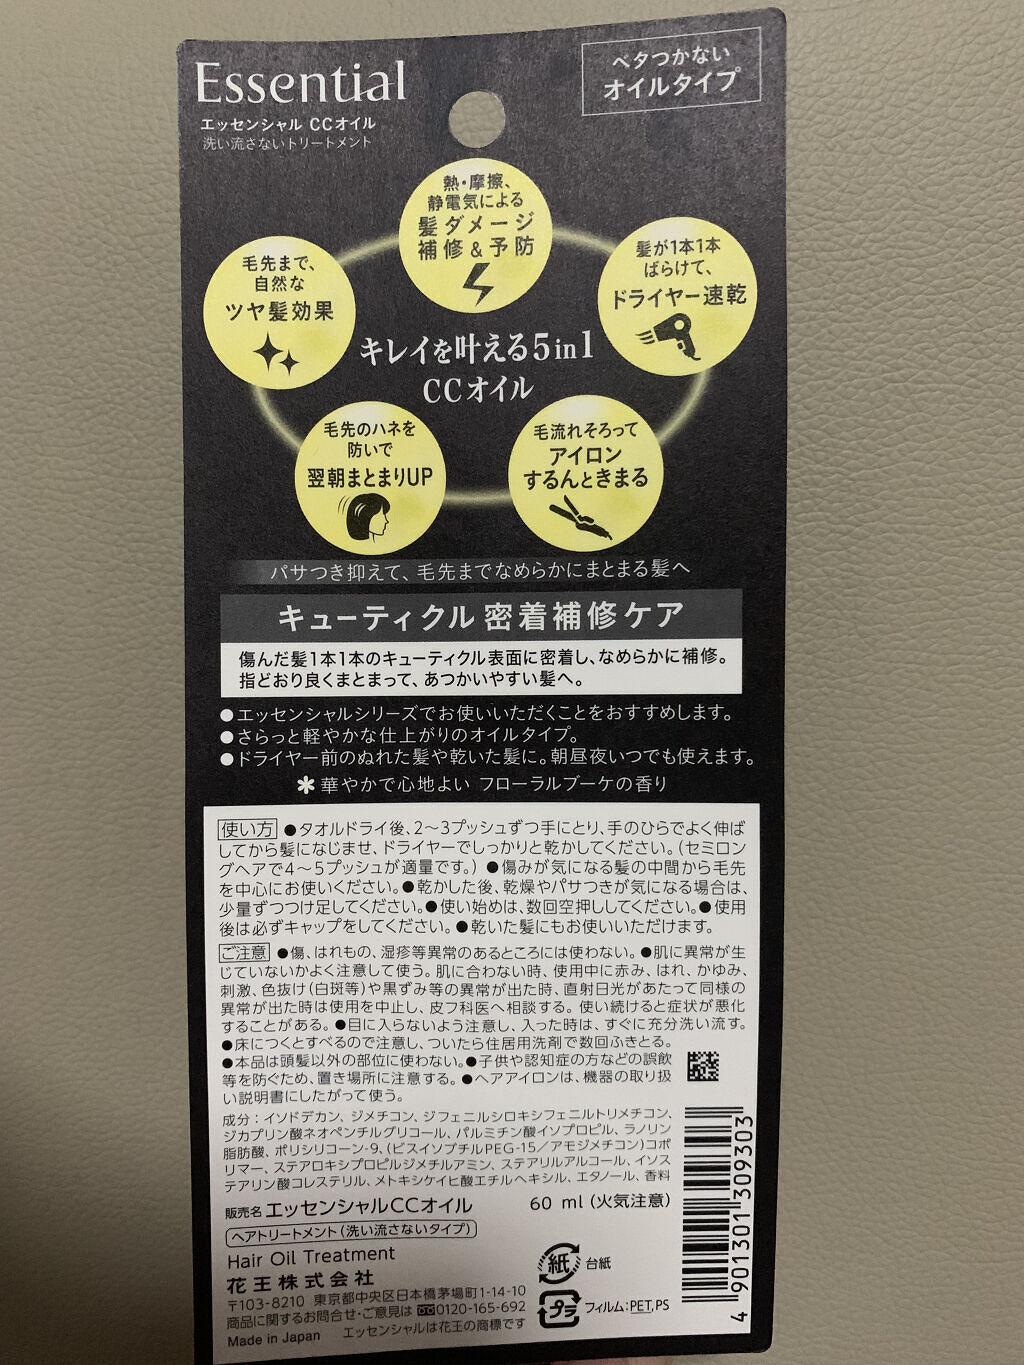 Essential
エッセンシャル CCオイル
洗い流さないトリートメント
ベタつかない
オイルタイプ
熱・摩擦、
静電気による
髪ダメージ
補修&予防
毛先まで、
自然な
ツヤ髪効果
髪が1本1本
ばらけて、
ドライヤー速乾
キレイを叶える5in1
CCオイル
毛先のハネを
防いで
翌朝まとまりUP
毛流れそろって
アイロン
するんときまる
パサつき抑えて、毛先までなめらかにまとまる髪へ
キューティクル 密着補修ケア
傷んだ髪1本1本のキューティクル表面に密着し、なめらかに補修。
指どおり良くまとまって、あつかいやすい髪へ。
●エッセンシャルシリーズでお使いいただくことをおすすめします。
●さらっと軽やかな仕上がりのオイルタイプ。
●ドライヤー前のぬれた髪や乾いた髪に。朝昼夜いつでも使えます。
＊華やかで心地よい フローラルブーケの香り
使い方 ●タオルドライ後、2〜3プッシュずつ手にとり、手のひらでよく伸ば
してから髪になじませ、ドライヤーでしっかりと乾かしてください。(セミロン
グヘアで4〜5プッシュが適量です。) ●傷みが気になる髪の中間から毛先
を中心にお使いください。●乾かした後、乾燥やパサつきが気になる場合は、
少量ずつつけ足してください。●使い始めは、数回空押ししてください。●使用
後は必ずキャップをしてください。●乾いた髪にもお使いいただけます。
ご注意 ●傷、はれもの、湿疹等異常のあるところには使わない。●肌に異常が生
じていないかよく注意して使う。肌に合わない時、使用中に赤み、はれ、かゆみ、
刺激、色抜け(白斑等)や黒ずみ等の異常が出た時、直射日光があたって同様の
異常が出た時は使用を中止し、皮フ科医へ相談する。使い続けると症状が悪化
することがある。●目に入らないよう注意し、入った時は、すぐに充分洗い流す。
●床につくとすべるので注意し、ついたら住居用洗剤で数回ふきとる。
●本品は頭髪以外の部位に使わない。●子供や認知症の方などの誤飲
等を防ぐため、置き場所に注意する。●ヘアアイロンは、機器の取り扱
い説明書にしたがって使う。
成分：イソドデカン、ジメチコン、ジフェニルシロキシフェニルトリメチコン、
ジカプリン酸ネオペンチルグリコール、パルミチン酸イソプロピル、ラノリン
脂肪酸、ポリシリコーン-9、(ビスイソブチルPEG-15/アモジメチコン)コポ
リマー、ステアロキシプロピルジメチルアミン、ステアリルアルコール、イソス
テアリン酸コレステリル、メトキシケイヒ酸エチルヘキシル、エタノール、香料
販売名 エッセンシャルCCオイル 60 ml (火気注意)
ヘアトリートメント(洗い流さないタイプ)
Hair Oil Treatment
花王株式会社
〒103-8210 東京都中央区日本橋茅場町1-14-10
商品に関するお問合せ・ご意見は 0120-165-692
Made in Japan エッセンシャルは花王の商標です
紙 台紙
プラ フィルム:PET,PS
4 901301 309303